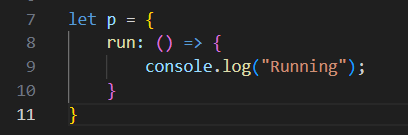 7 let p = {
8     run: () => {
9         console.log("Running");
10     }
11 }